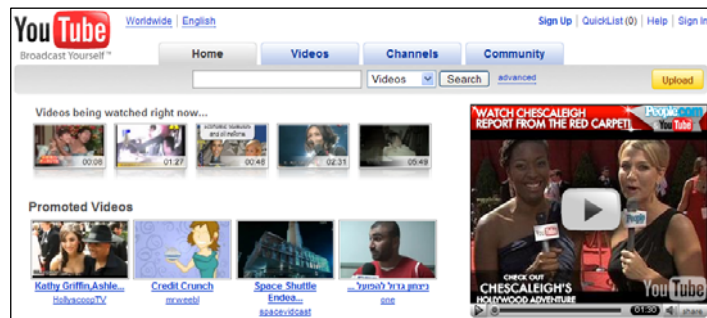 YouTube
Broadcast Yourself™
Worldwide | English
Sign Up | QuickList (0) | Help | Sign In
Home
Videos
Channels
Community
Videos
Search
advanced
Upload
Videos being watched right now...
00:08
01:27
00:48
02:31
05:49
Promoted Videos
Kathy Griffin,Ashle...
HollyscoopTV
Credit Crunch
mrweebl
Space Shuttle
Endea...
spacevidcast
ניצחון גדול להפועל ...
one
WATCH CHESCALEIGH
REPORT FROM THE RED CARPET!
People.com
YouTube
YouTube
People
CHECK OUT
CHESCALEIGH'S
HOLLYWOOD ADVENTURE
YouTube
01:30
share